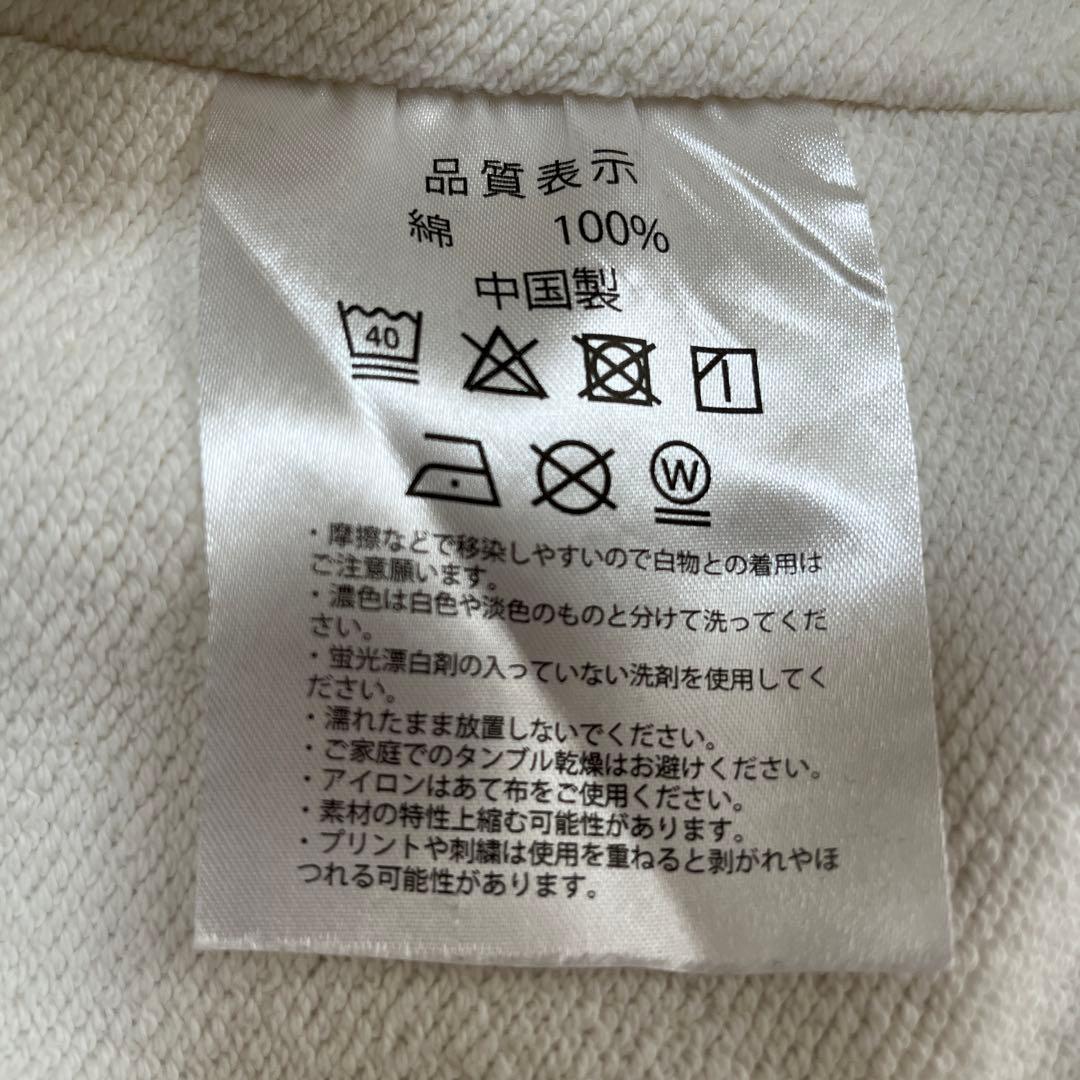 品質表示
綿 100%
中国製
40
W
・摩擦などで移染しやすいので白物との着用は
ご注意願います。
・濃色は白色や淡色のものと分けて洗ってくだ
さい。
・蛍光漂白剤の入っていない洗剤を使用してく
ださい。
・濡れたまま放置しないでください。
・ご家庭でのタンブル乾燥はお避けください。
・アイロンはあて布をご使用ください。
・素材の特性上縮む可能性があります。
・プリントや刺繍は使用を重ねると剥がれやほ
つれる可能性があります。